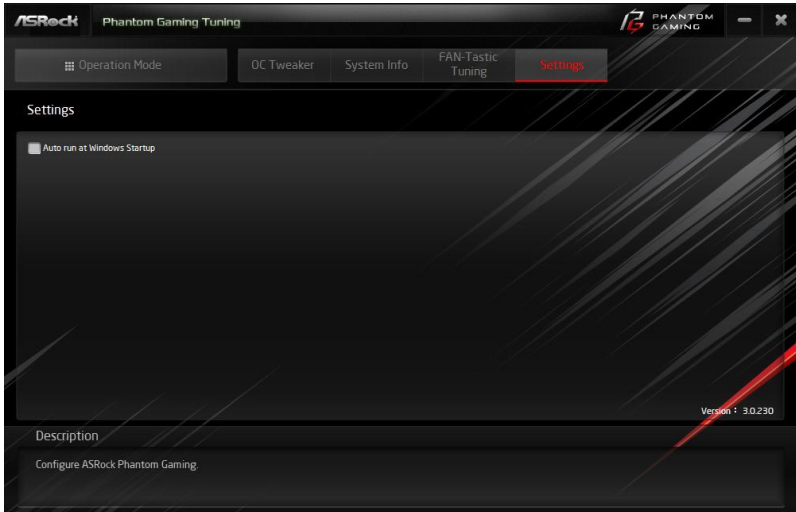 ASRock
Phantom Gaming Tuning
PHANTOM
GAMING
Operation Mode
OC Tweaker
System Info
FAN-Tastic
Tuning
Settings
Settings
Auto run at Windows Startup
Version : 3.0.230
Description
Configure ASRock Phantom Gaming.